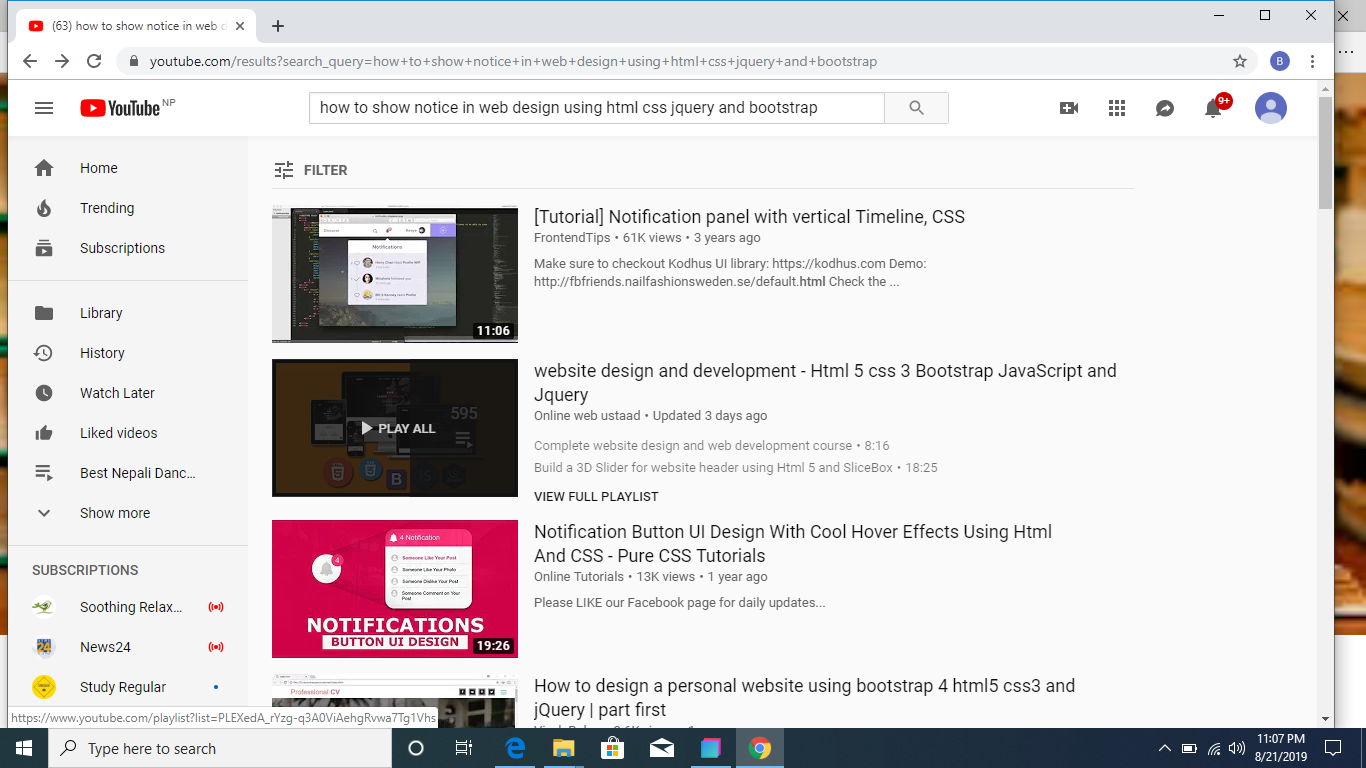 (63) how to show notice in web d
youtube.com/results?search_query=how+to+show+notice+in+web+design+using+html+css+jquery+and+bootstrap
B
YouTube NP
how to show notice in web design using html css jquery and bootstrap
9+
Home
Trending
Subscriptions
Library
History
Watch Later
Liked videos
Best Nepali Danc...
Show more
SUBSCRIPTIONS
Soothing Relax...
News24
Study Regular
FILTER
Notifications
11:06
[Tutorial] Notification panel with vertical Timeline, CSS
FrontendTips • 61K views • 3 years ago
Make sure to checkout Kodhus UI library: https://kodhus.com Demo:
http://fbfriends.nailfashionsweden.se/default.html Check the ...
595
PLAY ALL
website design and development - Html 5 css 3 Bootstrap JavaScript and
Jquery
Online web ustaad • Updated 3 days ago
Complete website design and web development course • 8:16
Build a 3D Slider for website header using Html 5 and SliceBox • 18:25
VIEW FULL PLAYLIST
4 Notification
4
Someone Like Your Post
Someone Like Your Photo
Someone Dislike Your Post
Someone Comment on Your
Post
NOTIFICATIONS
BUTTON UI DESIGN
19:26
Notification Button UI Design With Cool Hover Effects Using Html
And CSS - Pure CSS Tutorials
Online Tutorials • 13K views • 1 year ago
Please LIKE our Facebook page for daily updates...
Professional CV
How to design a personal website using bootstrap 4 html5 css3 and
jQuery | part first
https://www.youtube.com/playlist?list=PLEXedA_rYzg-q3A0ViAehgRvwa7Tg1Vhs
Type here to search
11:07 PM
8/21/2019